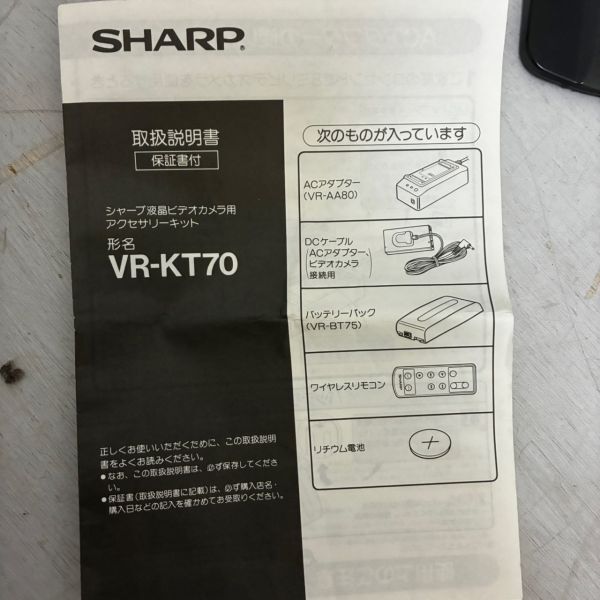 SHARP®
取扱説明書
保証書付
シャープ液晶ビデオカメラ用
アクセサリーキット
形名
VR-KT70
正しくお使いいただくために、この取扱説明
書をよくお読みください。
●なお、この取扱説明書は、必ず保存してくださ
い。
●保証書(取扱説明書に記載)は、必ず購入店名・
購入日などの記入を確かめてお受取りください。
次のものが入っています
ACアダプター
(VR-AA80)
DCケーブル
(ACアダプター、
ビデオカメラ
接続用)
バッテリーパック
(VR-BT75)
ワイヤレスリモコン
SHARP
リチウム電池